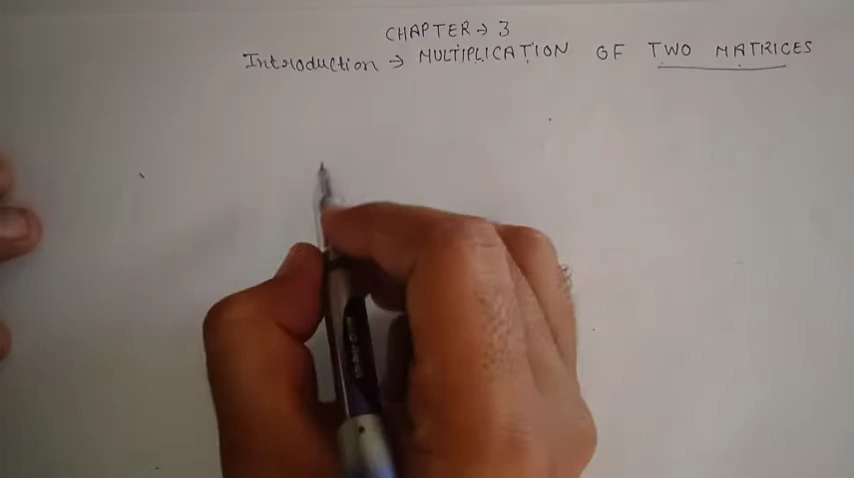 CHAPTER → 3
Introduction → MULTIPLICATION OF TWO MATRICES